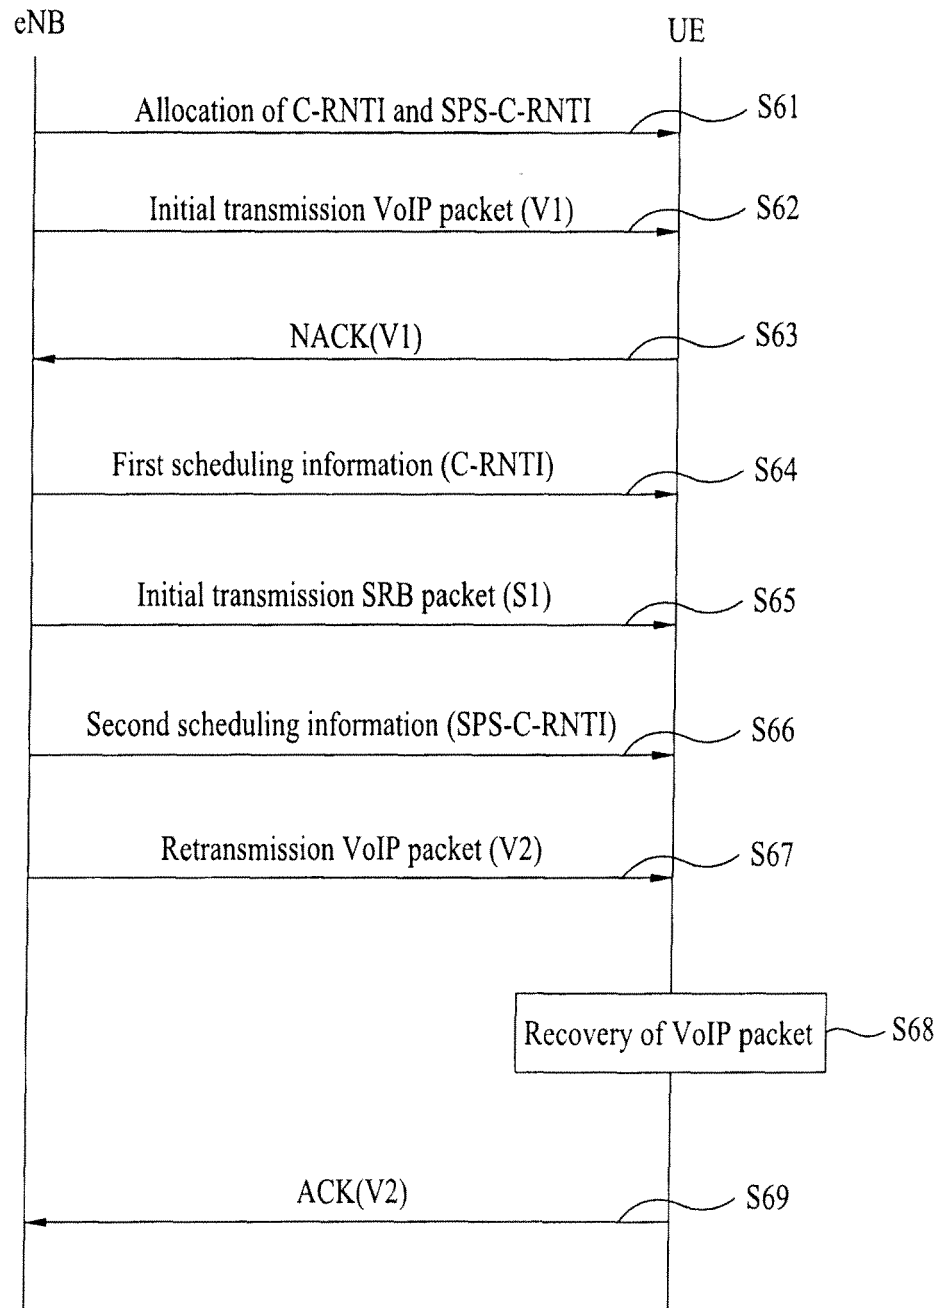 eNB
UE
Allocation of C-RNTI and SPS-C-RNTI
S61
Initial transmission VoIP packet (V1)
S62
NACK(V1)
S63
First scheduling information (C-RNTI)
S64
Initial transmission SRB packet (S1)
S65
Second scheduling information (SPS-C-RNTI)
S66
Retransmission VoIP packet (V2)
S67
Recovery of VoIP packet
S68
ACK(V2)
S69